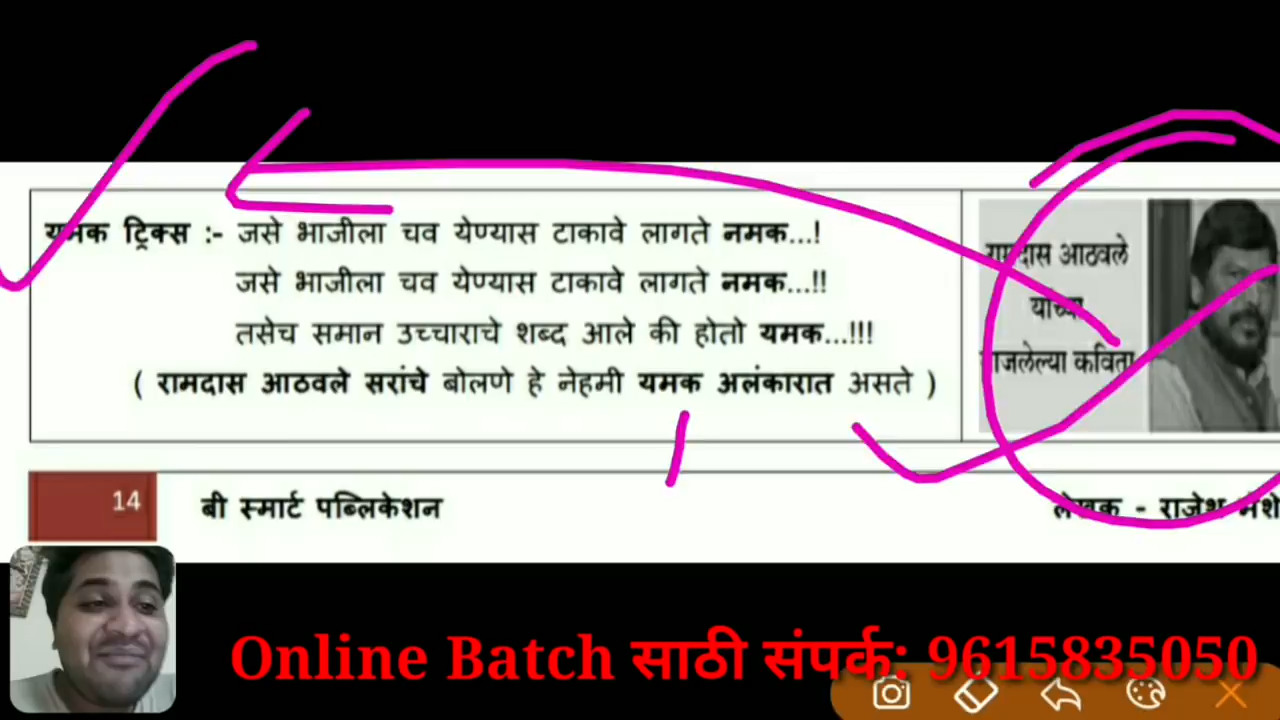 यमक ट्रिक्स :- जसे भाजीला चव येण्यास टाकावे लागते नमक...!
जसे भाजीला चव येण्यास टाकावे लागते नमक...!!
तसेच समान उच्चाराचे शब्द आले की होतो यमक...!!!
( रामदास आठवले सरांचे बोलणे हे नेहमी यमक अलंकारात असते )
रामदास आठवले
यांच्या
गाजलेल्या कविता
14
बी स्मार्ट पब्लिकेशन
लेखक - राजेश
Online Batch साठी संपर्क: 9615835050